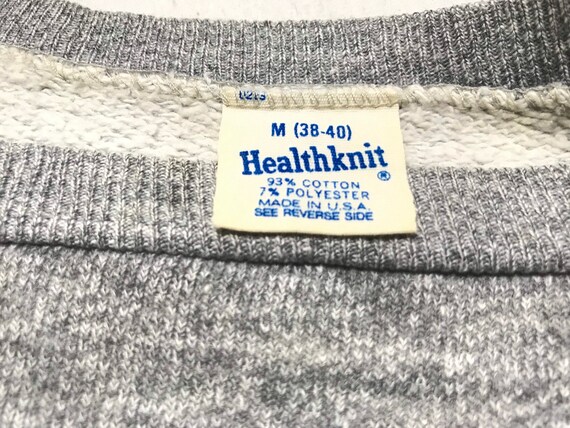 M (38-40)
Healthknit®
93% COTTON
7% POLYESTER
MADE IN U.S.A.
SEE REVERSE SIDE